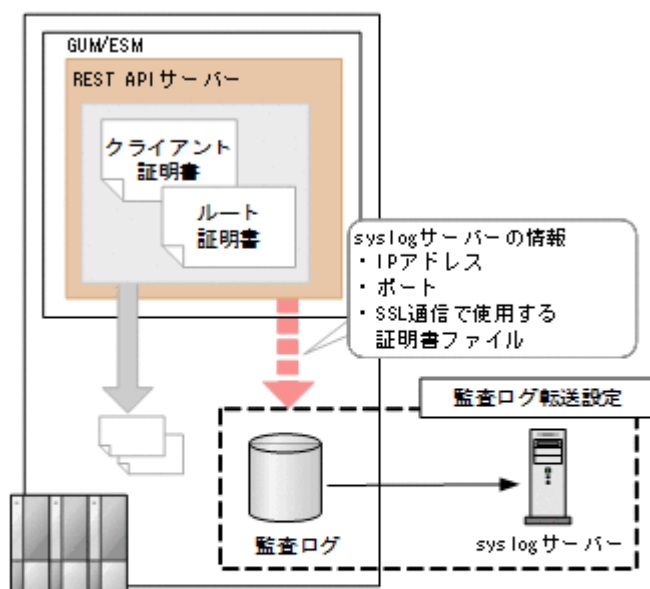 GUM/ESM
REST APIサーバー
クライアント
証明書
ルート
証明書
syslogサーバーの情報
・IPアドレス
・ポート
・SSL通信で使用する
証明書ファイル
監査ログ転送設定
監査ログ
syslogサーバー